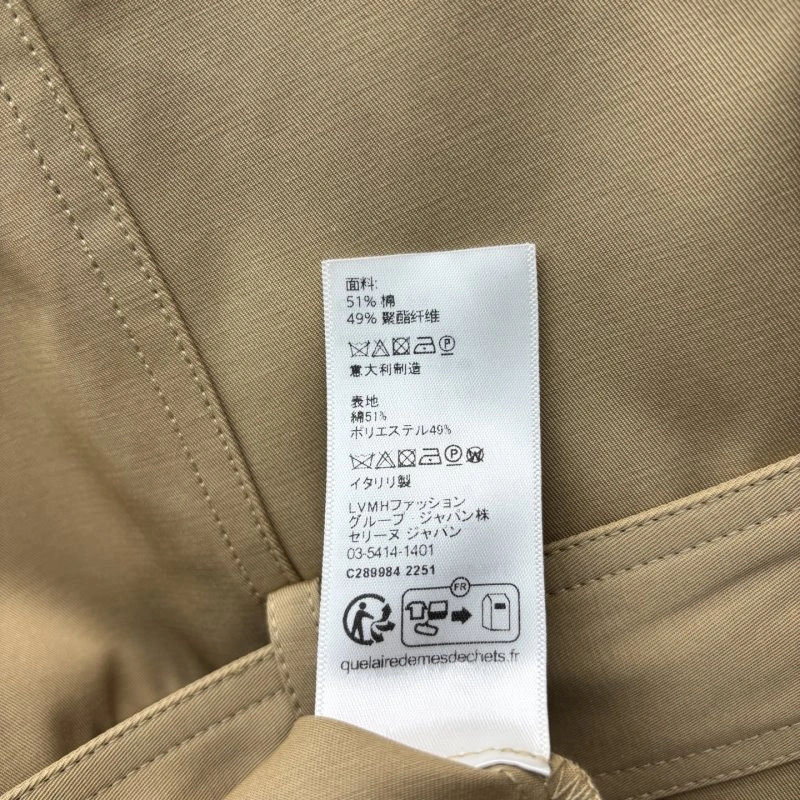 面料:
51% 棉
49% 聚酯纤维
P
意大利制造
表地
綿51%
ポリエステル49%
P W
イタリリ製
LVMHファッション
グループ ジャパン株
セリーヌ ジャパン
03-5414-1401
C289984 2251
FR
quelairedemesdechets.fr